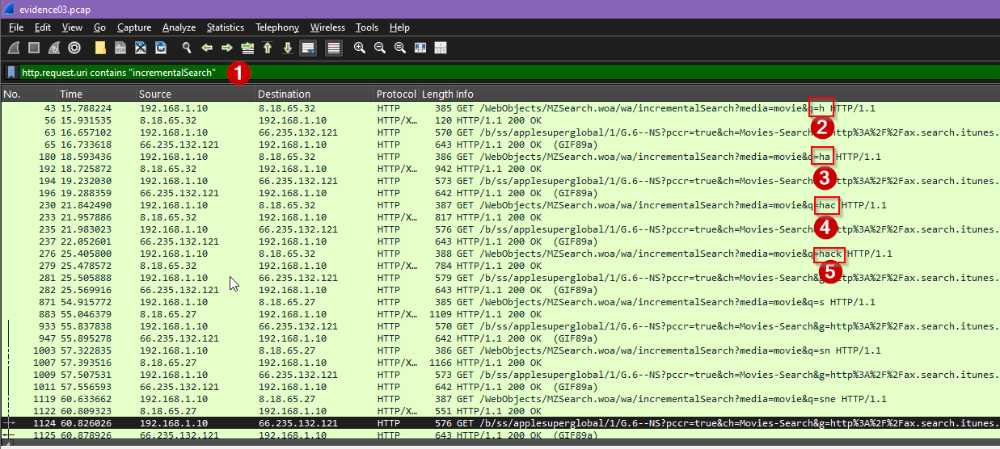 evidence03.pcap
File Edit View Go Capture Analyze Statistics Telephony Wireless Tools Help
http.request.uri contains "incrementalSearch" 1
No. Time Source Destination Protocol Length Info
43 15.788224 192.168.1.10 8.18.65.32 HTTP 385 GET /WebObjects/MZSearch.woa/wa/incrementalSearch?media=movie&q=h HTTP/1.1
56 15.931535 8.18.65.32 192.168.1.10 HTTP/X… 120 HTTP/1.1 200 OK
2
63 16.657102 192.168.1.10 66.235.132.121 HTTP 570 GET /b/ss/applesuperglobal/1/G.6--NS?pccr=true&ch=Movies-Search&g=http%3A%2F%2Fax.search.itunes.
65 16.733618 66.235.132.121 192.168.1.10 HTTP 643 HTTP/1.1 200 OK (GIF89a)
180 18.593436 192.168.1.10 8.18.65.32 HTTP 386 GET /WebObjects/MZSearch.woa/wa/incrementalSearch?media=movie&q=ha HTTP/1.1
192 18.725872 8.18.65.32 192.168.1.10 HTTP/X… 942 HTTP/1.1 200 OK
3
194 19.232030 192.168.1.10 66.235.132.121 HTTP 573 GET /b/ss/applesuperglobal/1/G.6--NS?pccr=true&ch=Movies-Search&g=http%3A%2F%2Fax.search.itunes.
196 19.288359 66.235.132.121 192.168.1.10 HTTP 642 HTTP/1.1 200 OK (GIF89a)
230 21.842490 192.168.1.10 8.18.65.32 HTTP 387 GET /WebObjects/MZSearch.woa/wa/incrementalSearch?media=movie&q=hac HTTP/1.1
233 21.957886 8.18.65.32 192.168.1.10 HTTP/X… 817 HTTP/1.1 200 OK
4
235 21.983023 192.168.1.10 66.235.132.121 HTTP 576 GET /b/ss/applesuperglobal/1/G.6--NS?pccr=true&ch=Movies-Search&g=http%3A%2F%2Fax.search.itunes.
237 22.052601 66.235.132.121 192.168.1.10 HTTP 643 HTTP/1.1 200 OK (GIF89a)
276 25.405800 192.168.1.10 8.18.65.32 HTTP 388 GET /WebObjects/MZSearch.woa/wa/incrementalSearch?media=movie&q=hack HTTP/1.1
279 25.478572 8.18.65.32 192.168.1.10 HTTP/X… 784 HTTP/1.1 200 OK
5
281 25.505888 192.168.1.10 66.235.132.121 HTTP 579 GET /b/ss/applesuperglobal/1/G.6--NS?pccr=true&ch=Movies-Search&g=http%3A%2F%2Fax.search.itunes.
282 25.569916 66.235.132.121 192.168.1.10 HTTP 643 HTTP/1.1 200 OK (GIF89a)
871 54.915772 192.168.1.10 8.18.65.27 HTTP 385 GET /WebObjects/MZSearch.woa/wa/incrementalSearch?media=movie&q=s HTTP/1.1
883 55.046379 8.18.65.27 192.168.1.10 HTTP/X… 1109 HTTP/1.1 200 OK
933 55.837838 192.168.1.10 66.235.132.121 HTTP 570 GET /b/ss/applesuperglobal/1/G.6--NS?pccr=true&ch=Movies-Search&g=http%3A%2F%2Fax.search.itunes.
947 55.895278 66.235.132.121 192.168.1.10 HTTP 642 HTTP/1.1 200 OK (GIF89a)
1003 57.322835 192.168.1.10 8.18.65.27 HTTP 386 GET /WebObjects/MZSearch.woa/wa/incrementalSearch?media=movie&q=sn HTTP/1.1
1007 57.393516 8.18.65.27 192.168.1.10 HTTP/X… 1166 HTTP/1.1 200 OK
1009 57.507531 192.168.1.10 66.235.132.121 HTTP 573 GET /b/ss/applesuperglobal/1/G.6--NS?pccr=true&ch=Movies-Search&g=http%3A%2F%2Fax.search.itunes.
1011 57.556593 66.235.132.121 192.168.1.10 HTTP 642 HTTP/1.1 200 OK (GIF89a)
1119 60.633662 192.168.1.10 8.18.65.27 HTTP 387 GET /WebObjects/MZSearch.woa/wa/incrementalSearch?media=movie&q=sne HTTP/1.1
1122 60.809323 8.18.65.27 192.168.1.10 HTTP/X… 551 HTTP/1.1 200 OK
1124 60.826026 192.168.1.10 66.235.132.121 HTTP 576 GET /b/ss/applesuperglobal/1/G.6--NS?pccr=true&ch=Movies-Search&g=http%3A%2F%2Fax.search.itunes.
1125 60.878926 66.235.132.121 192.168.1.10 HTTP 643 HTTP/1.1 200 OK (GIF89a)